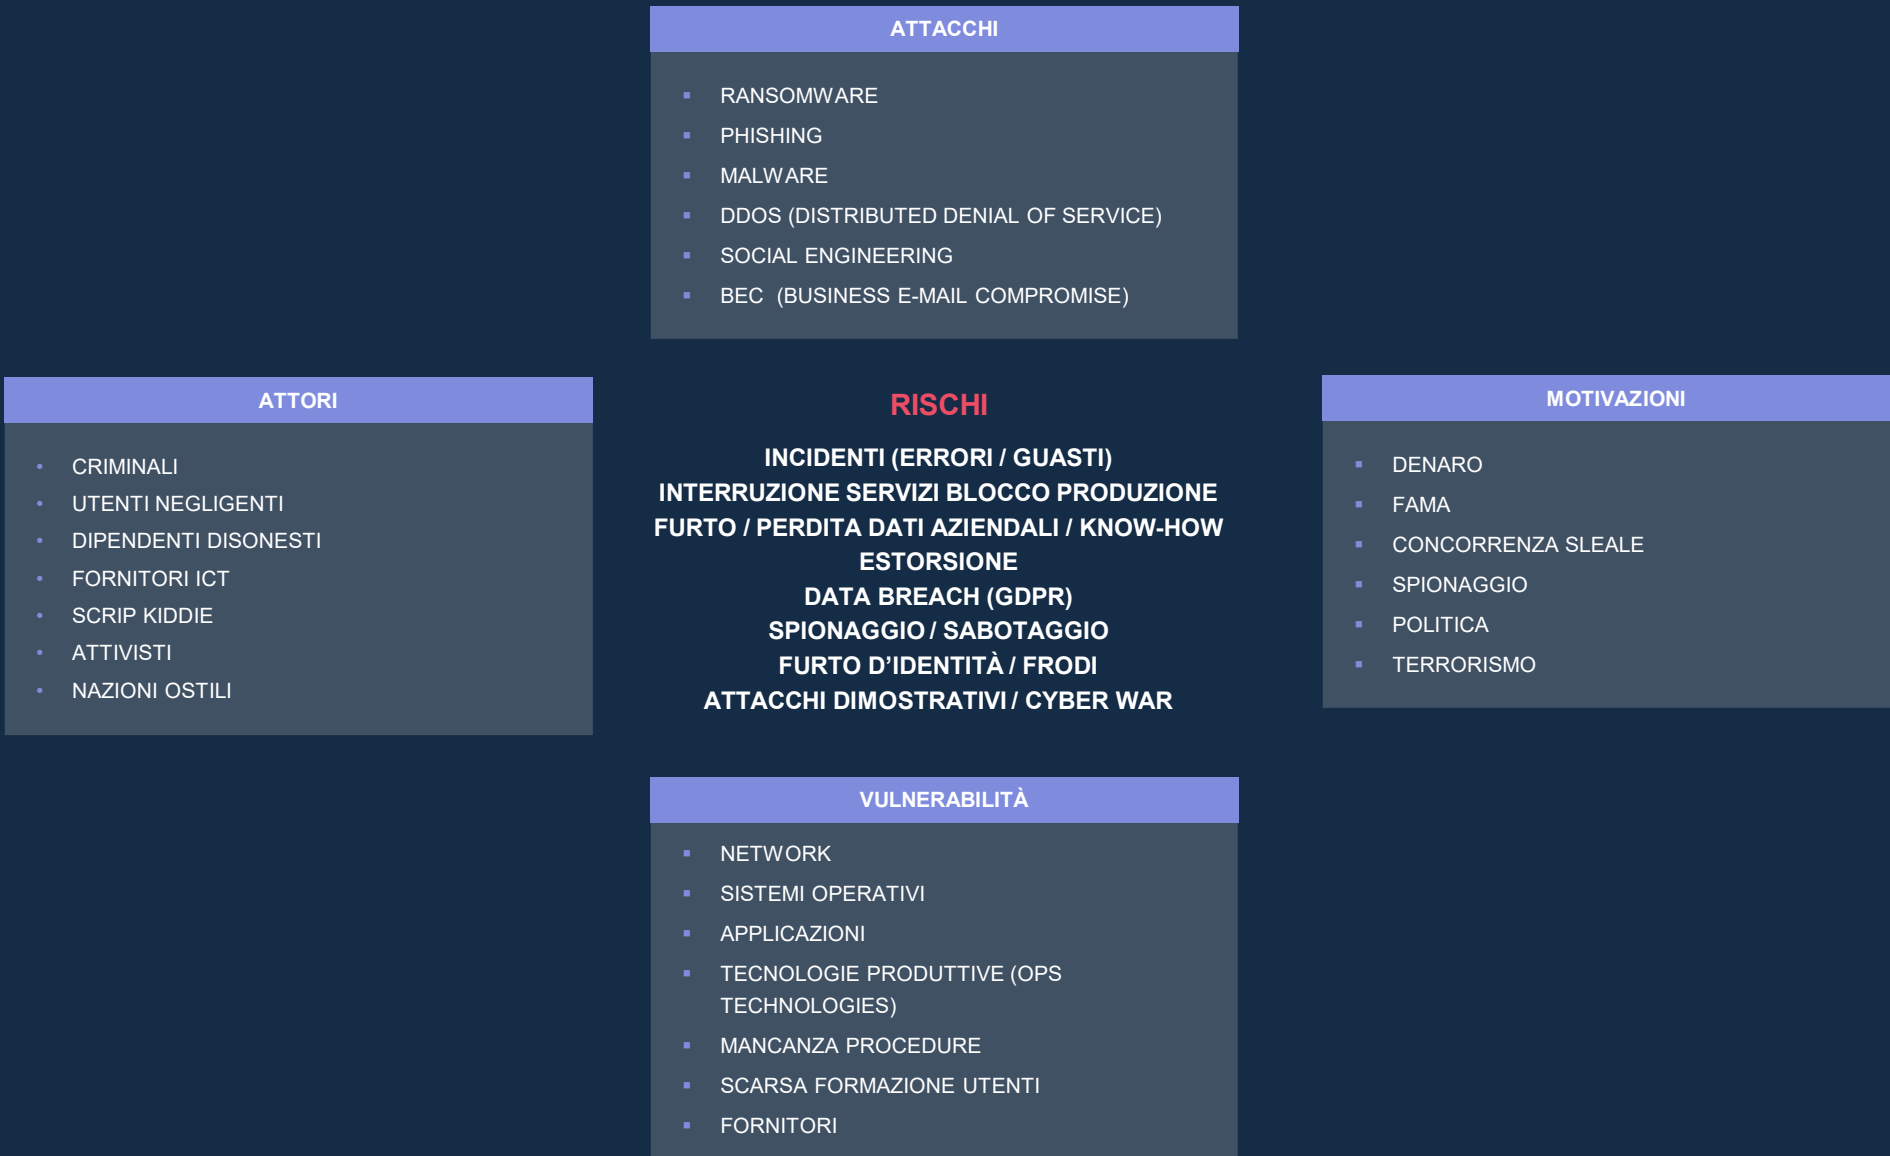 ATTACCHI
RANSOMWARE
PHISHING
MALWARE
DDOS (DISTRIBUTED DENIAL OF SERVICE)
SOCIAL ENGINEERING
BEC (BUSINESS E-MAIL COMPROMISE)
ATTORI
CRIMINALI
UTENTI NEGLIGENTI
DIPENDENTI DISONESTI
FORNITORI ICT
SCRIP KIDDIE
ATTIVISTI
NAZIONI OSTILI
RISCHI
INCIDENTI (ERRORI / GUASTI)
INTERRUZIONE SERVIZI BLOCCO PRODUZIONE
FURTO / PERDITA DATI AZIENDALI / KNOW-HOW
ESTORSIONE
DATA BREACH (GDPR)
SPIONAGGIO / SABOTAGGIO
FURTO D’IDENTITÀ / FRODI
ATTACCHI DIMOSTRATIVI / CYBER WAR
MOTIVAZIONI
DENARO
FAMA
CONCORRENZA SLEALE
SPIONAGGIO
POLITICA
TERRORISMO
VULNERABILITÀ
NETWORK
SISTEMI OPERATIVI
APPLICAZIONI
TECNOLOGIE PRODUTTIVE (OPS
TECHNOLOGIES)
MANCANZA PROCEDURE
SCARSA FORMAZIONE UTENTI
FORNITORI